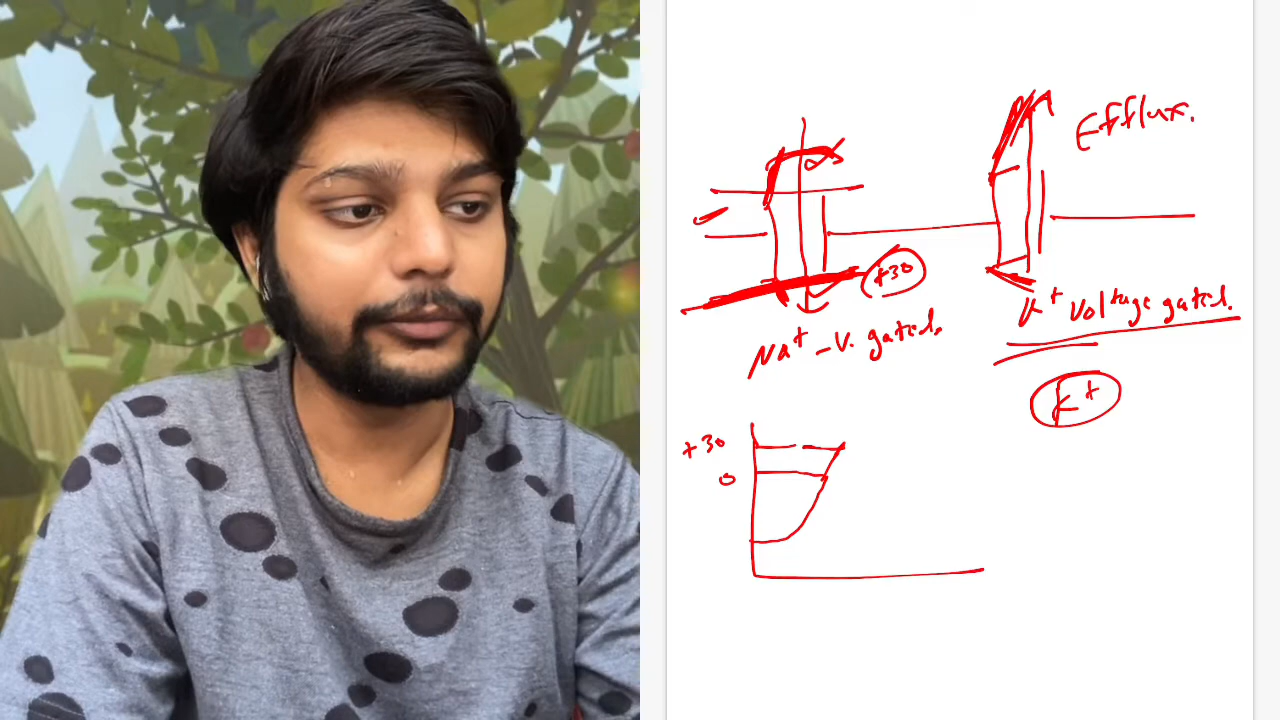 Efflux.
+30
Na+ - V. gated.
K+ Voltage gated.
K+
+30
0